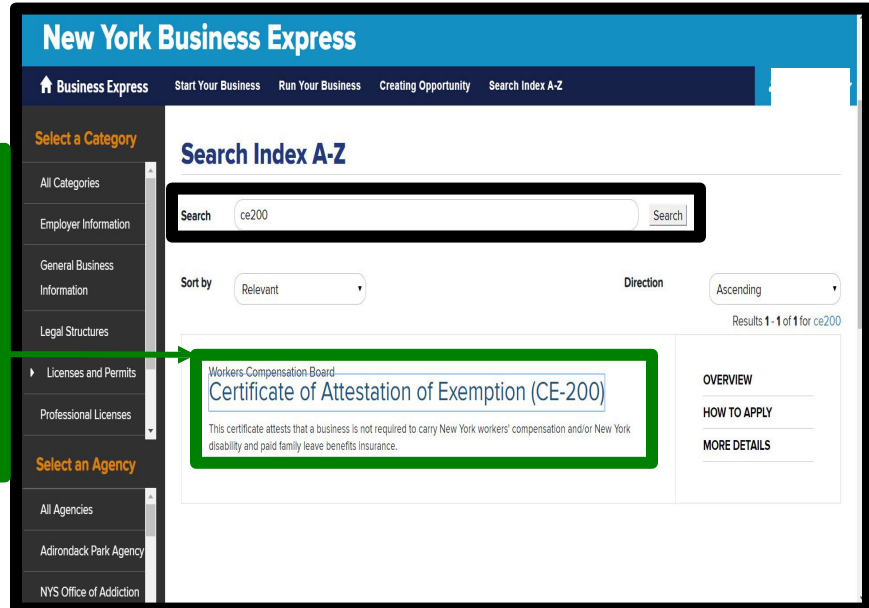 New York Business Express
Business Express Start Your Business Run Your Business Creating Opportunity Search Index A-Z
Select a Category
All Categories
Employer Information
General Business
Information
Legal Structures
Licenses and Permits
Professional Licenses
Select an Agency
All Agencies
Adirondack Park Agency
NYS Office of Addiction
Search Index A-Z
Search ce200 Search
Sort by Relevant Direction Ascending
Results 1 - 1 of 1 for ce200
Workers Compensation Board
Certificate of Attestation of Exemption (CE-200)
This certificate attests that a business is not required to carry New York workers' compensation and/or New York
disability and paid family leave benefits insurance.
OVERVIEW
HOW TO APPLY
MORE DETAILS